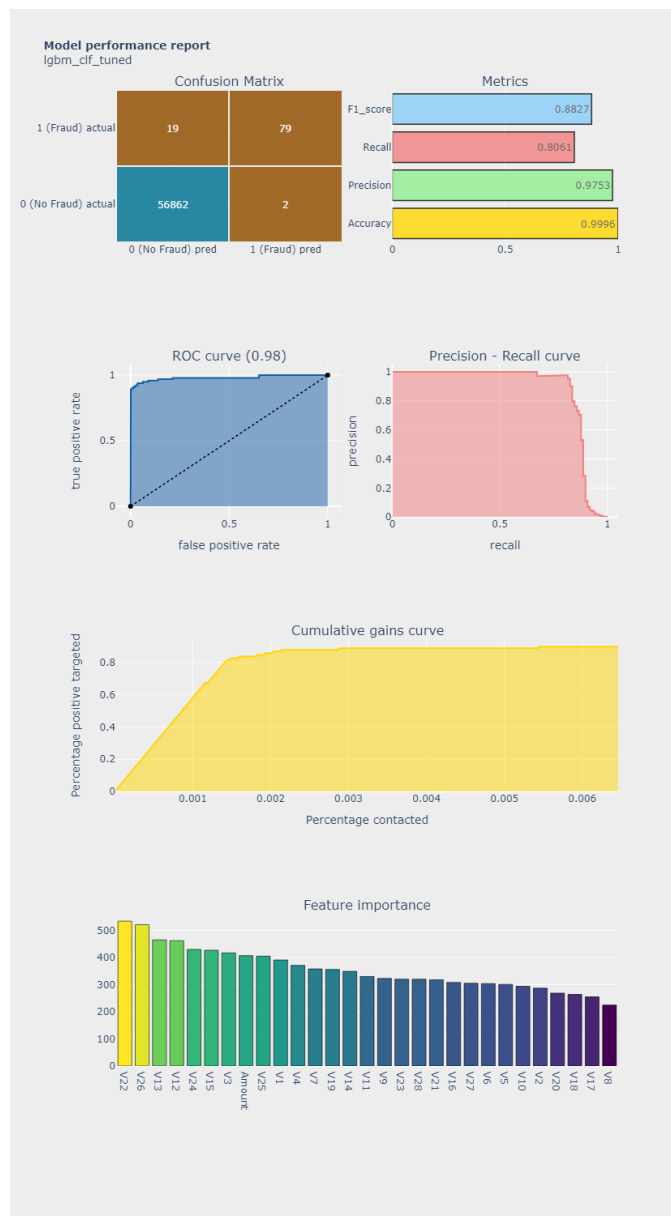 Model performance report
lgbm_clf_tuned
Confusion Matrix
1 (Fraud) actual
19
79
0 (No Fraud) actual
56862
2
0 (No Fraud) pred
1 (Fraud) pred
Metrics
F1_score
0.8827
Recall
0.8061
Precision
0.9753
Accuracy
0.9996
0
0.5
1
ROC curve (0.98)
true positive rate
1
0.5
0
0
0.5
1
false positive rate
Precision - Recall curve
precision
1
0.8
0.6
0.4
0.2
0
0
0.5
1
recall
Cumulative gains curve
Percentage positive targeted
0.8
0.6
0.4
0.2
0
0.001
0.002
0.003
0.004
0.005
0.006
Percentage contacted
Feature importance
500
400
300
200
100
0
V22
V26
V13
V12
V24
V15
V3
Amount
V25
V1
V4
V7
V19
V14
V11
V9
V23
V28
V21
V16
V27
V6
V5
V10
V2
V20
V18
V17
V8